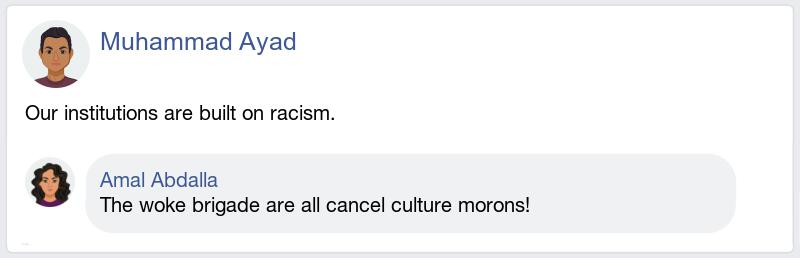 Muhammad Ayad
Our institutions are built on racism.
Amal Abdalla
The woke brigade are all cancel culture morons!